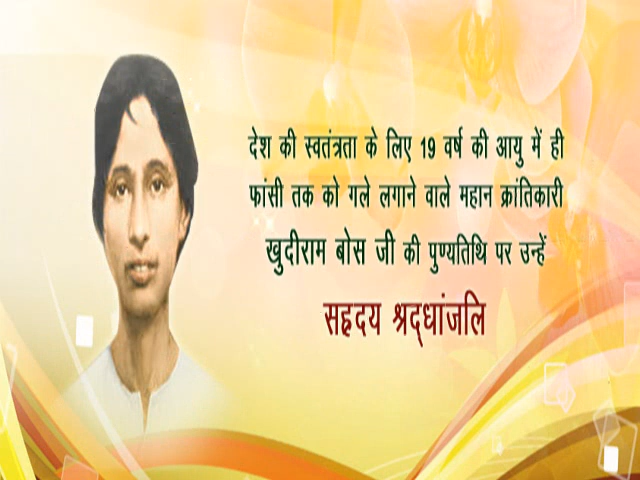 देश की स्वतंत्रता के लिए 19 वर्ष की आयु में ही
फांसी तक को गले लगाने वाले महान क्रांतिकारी
खुदीराम बोस जी की पुण्यतिथि पर उन्हें
सहृदय श्रद्धांजलि